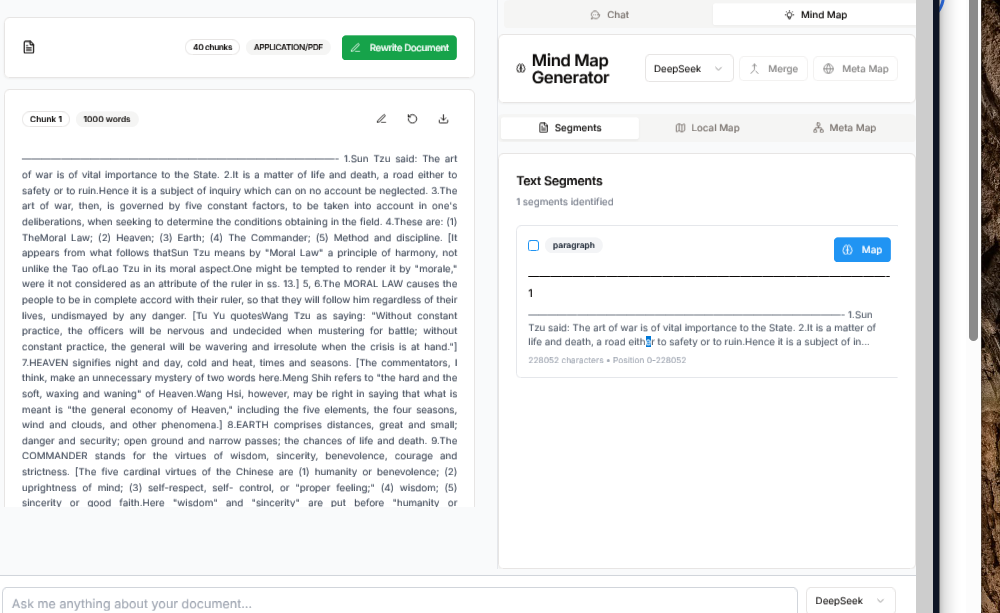 40 chunks
APPLICATION/PDF
Rewrite Document
Chunk 1
1000 words
————————————————————————————————- 1.Sun Tzu said: The art
of war is of vital importance to the State. 2.It is a matter of life and death, a road either to
safety or to ruin.Hence it is a subject of inquiry which can on no account be neglected. 3.The
art of war, then, is governed by five constant factors, to be taken into account in one's
deliberations, when seeking to determine the conditions obtaining in the field. 4.These are: (1)
TheMoral Law; (2) Heaven; (3) Earth; (4) The Commander; (5) Method and discipline. [It
appears from what follows thatSun Tzu means by "Moral Law" a principle of harmony, not
unlike the Tao ofLao Tzu in its moral aspect.One might be tempted to render it by "morale,"
were it not considered as an attribute of the ruler in ss. 13.] 5, 6.The MORAL LAW causes the
people to be in complete accord with their ruler, so that they will follow him regardless of their
lives, undismayed by any danger. [Tu Yu quotesWang Tzu as saying: "Without constant
practice, the officers will be nervous and undecided when mustering for battle; without
constant practice, the general will be wavering and irresolute when the crisis is at hand."]
7.HEAVEN signifies night and day, cold and heat, times and seasons. [The commentators, I
think, make an unnecessary mystery of two words here.Meng Shih refers to "the hard and the
soft, waxing and waning" of Heaven.Wang Hsi, however, may be right in saying that what is
meant is "the general economy of Heaven," including the five elements, the four seasons,
wind and clouds, and other phenomena.] 8.EARTH comprises distances, great and small;
danger and security; open ground and narrow passes; the chances of life and death. 9.The
COMMANDER stands for the virtues of wisdom, sincerity, benevolence, courage and
strictness. [The five cardinal virtues of the Chinese are (1) humanity or benevolence; (2)
uprightness of mind; (3) self-respect, self- control, or "proper feeling;" (4) wisdom; (5)
sincerity or good faith.Here "wisdom" and "sincerity" are put before "humanity or
Ask me anything about your document...
DeepSeek
Chat
Mind Map
Mind Map
Generator
DeepSeek
Merge
Meta Map
Segments
Local Map
Meta Map
Text Segments
1 segments identified
paragraph
Map
————————————————————————————————-
1
————————————————————————————————- 1.Sun
Tzu said: The art of war is of vital importance to the State. 2.It is a matter of
life and death, a road either to safety or to ruin.Hence it is a subject of in...
228052 characters • Position 0-228052